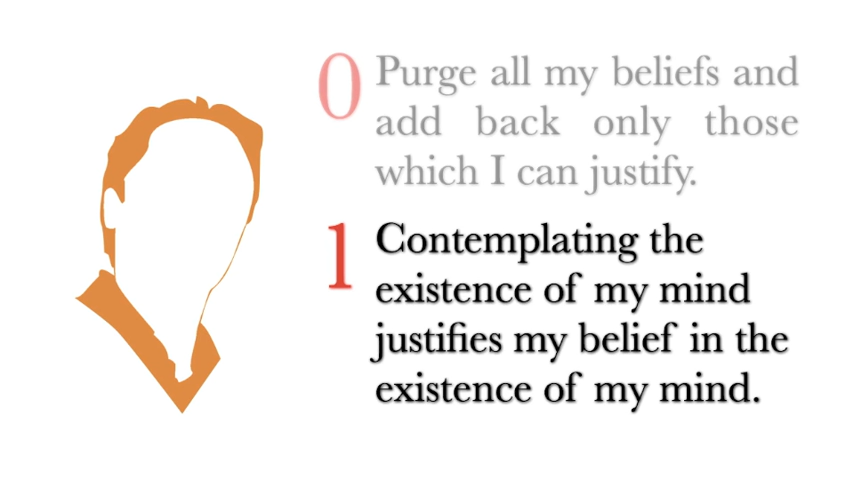 0 Purge all my beliefs and
add back only those
which I can justify.
1 Contemplating the
existence of my mind
justifies my belief in the
existence of my mind.